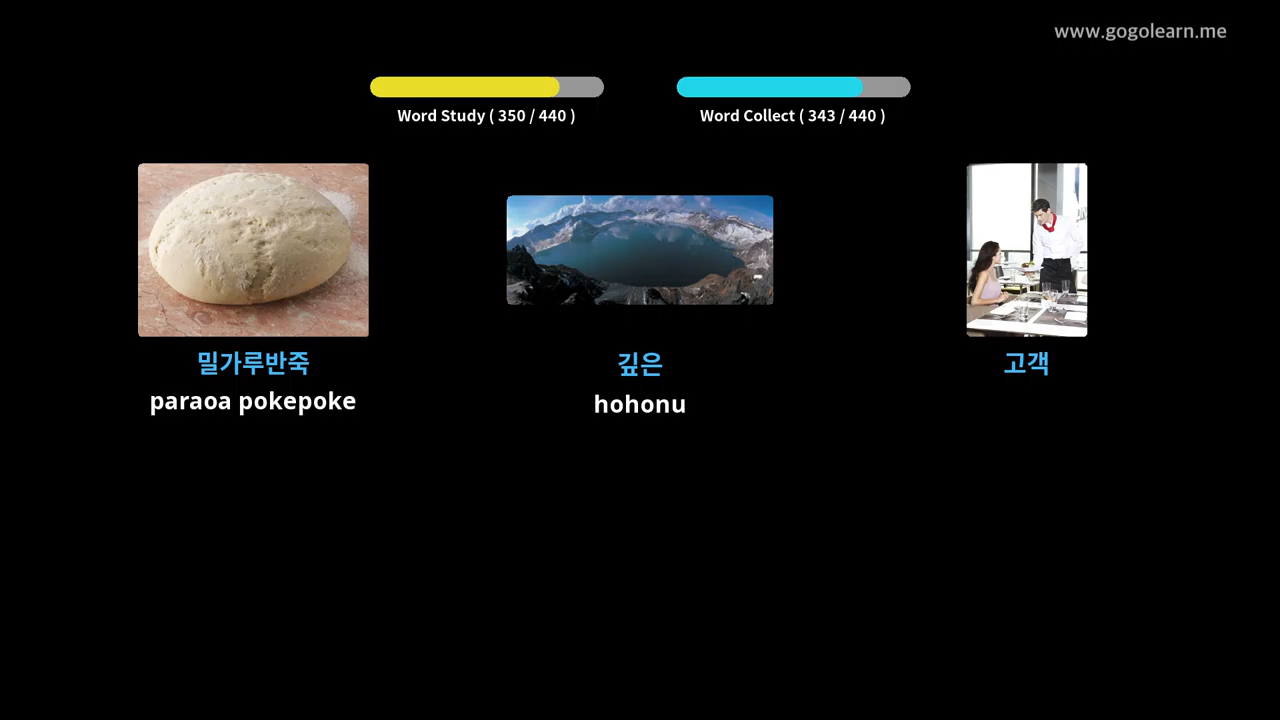 www.gogolearn.me
Word Study ( 350 / 440 )
Word Collect ( 343 / 440 )
밀가루반죽
paraoa pokepoke
깊은
hohonu
고객